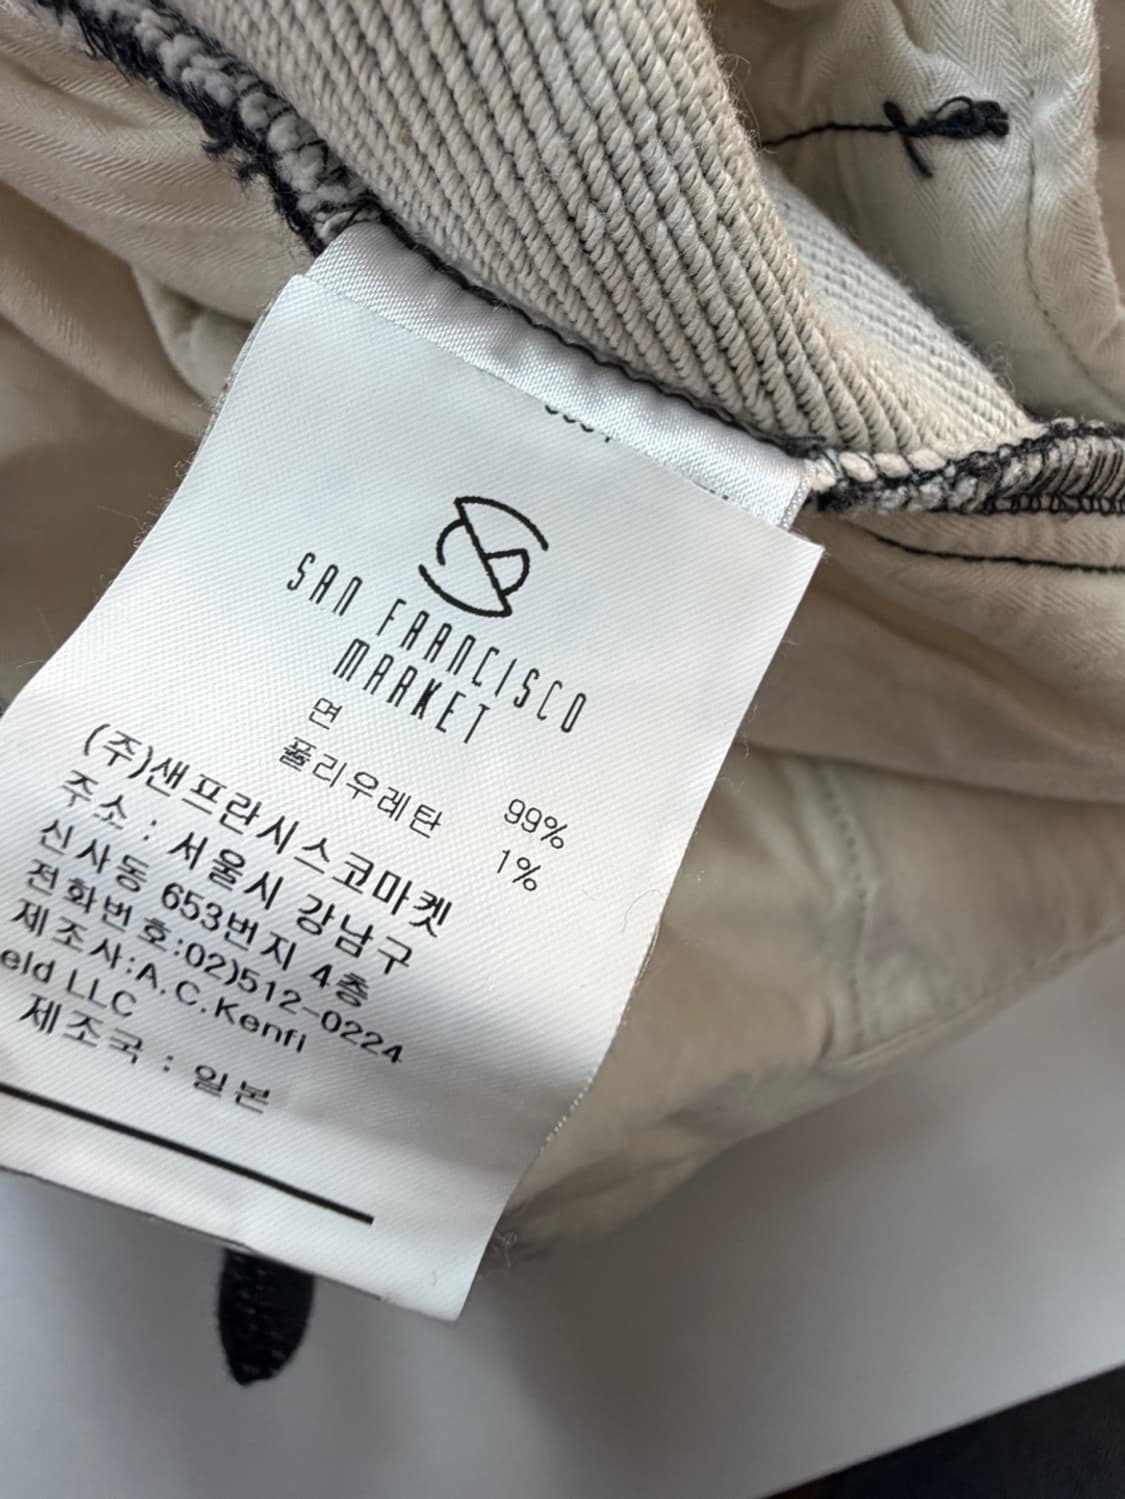 SAN FRANCISCO
MARKET
면 99%
폴리우레탄 1%
(주)샌프란시스코마켓
주소 : 서울시 강남구
신사동 653번지 4층
전화번호:02)512-0224
제조사:A.C.Kenfi
eld LLC
제조국 : 일본